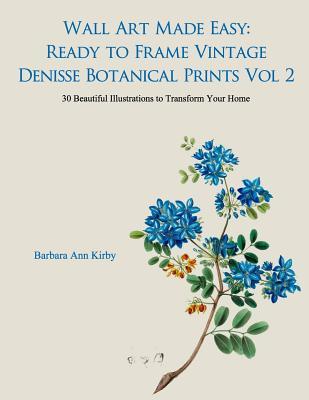 Wall Art Made Easy:
Ready to Frame Vintage
Denisse Botanical Prints Vol 2
30 Beautiful Illustrations to Transform Your Home
Barbara Ann Kirby